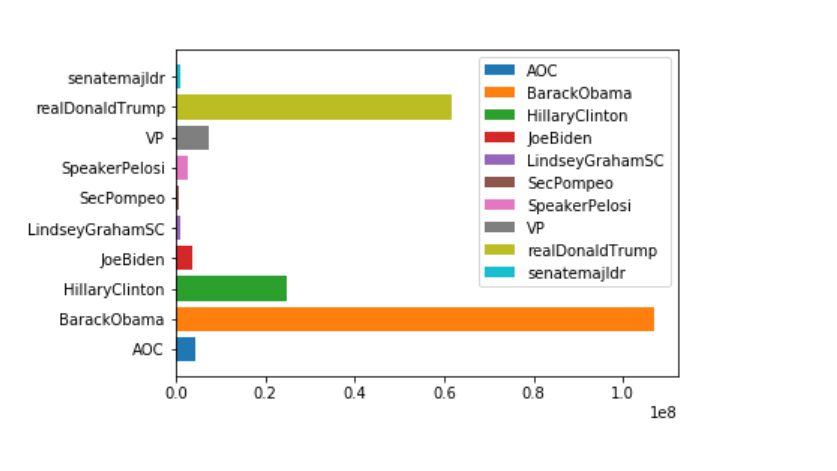 senatemajldr
realDonaldTrump
VP
SpeakerPelosi
SecPompeo
LindseyGrahamSC
JoeBiden
HillaryClinton
BarackObama
AOC
AOC
BarackObama
HillaryClinton
JoeBiden
LindseyGrahamSC
SecPompeo
SpeakerPelosi
VP
realDonaldTrump
senatemajldr
0.0 0.2 0.4 0.6 0.8 1.0
1e8